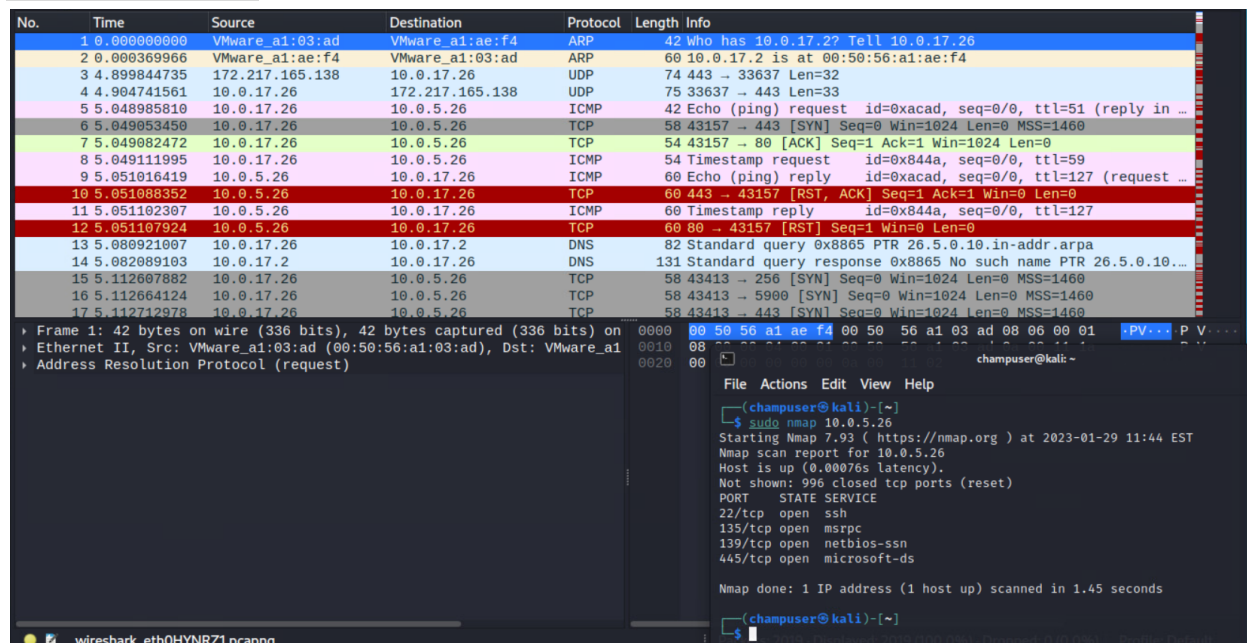 No. Time Source Destination Protocol Length Info
1 0.000000000 VMware_a1:03:ad VMware_a1:ae:f4 ARP 42 Who has 10.0.17.2? Tell 10.0.17.26
2 0.000369966 VMware_a1:ae:f4 VMware_a1:03:ad ARP 60 10.0.17.2 is at 00:50:56:a1:ae:f4
3 4.899844735 172.217.165.138 10.0.17.26 UDP 74 443 → 33637 Len=32
4 4.904741561 10.0.17.26 172.217.165.138 UDP 75 33637 → 443 Len=33
5 5.048985810 10.0.17.26 10.0.5.26 ICMP 42 Echo (ping) request id=0xacad, seq=0/0, ttl=51 (reply in …
6 5.049053450 10.0.17.26 10.0.5.26 TCP 58 43157 → 443 [SYN] Seq=0 Win=1024 Len=0 MSS=1460
7 5.049082472 10.0.17.26 10.0.5.26 TCP 54 43157 → 80 [ACK] Seq=1 Ack=1 Win=1024 Len=0
8 5.049111995 10.0.17.26 10.0.5.26 ICMP 54 Timestamp request id=0x844a, seq=0/0, ttl=59
9 5.051016419 10.0.5.26 10.0.17.26 ICMP 60 Echo (ping) reply id=0xacad, seq=0/0, ttl=127 (request …
10 5.051088352 10.0.5.26 10.0.17.26 TCP 60 443 → 43157 [RST, ACK] Seq=1 Ack=1 Win=0 Len=0
11 5.051102307 10.0.5.26 10.0.17.26 ICMP 60 Timestamp reply id=0x844a, seq=0/0, ttl=127
12 5.051107924 10.0.5.26 10.0.17.26 TCP 60 80 → 43157 [RST] Seq=1 Win=0 Len=0
13 5.080921007 10.0.17.26 10.0.17.2 DNS 82 Standard query 0x8865 PTR 26.5.0.10.in-addr.arpa
14 5.082089103 10.0.17.2 10.0.17.26 DNS 131 Standard query response 0x8865 No such name PTR 26.5.0.10.…
15 5.112607882 10.0.17.26 10.0.5.26 TCP 58 43413 → 256 [SYN] Seq=0 Win=1024 Len=0 MSS=1460
16 5.112664124 10.0.17.26 10.0.5.26 TCP 58 43413 → 5900 [SYN] Seq=0 Win=1024 Len=0 MSS=1460
17 5.112712978 10.0.17.26 10.0.5.26 TCP 58 43413 → 443 [SYN] Seq=0 Win=1024 Len=0 MSS=1460
Frame 1: 42 bytes on wire (336 bits), 42 bytes captured (336 bits) on
Ethernet II, Src: VMware_a1:03:ad (00:50:56:a1:03:ad), Dst: VMware_a1
Address Resolution Protocol (request)
0000 00 50 56 a1 ae f4 00 50 56 a1 03 ad 08 06 00 01 ·PV····P V····
0010 08
0020 00
champuser@kali: ~
File Actions Edit View Help
(champuser㉿kali)-[~]
$ sudo nmap 10.0.5.26
Starting Nmap 7.93 ( https://nmap.org ) at 2023-01-29 11:44 EST
Nmap scan report for 10.0.5.26
Host is up (0.00076s latency).
Not shown: 996 closed tcp ports (reset)
PORT STATE SERVICE
22/tcp open ssh
135/tcp open msrpc
139/tcp open netbios-ssn
445/tcp open microsoft-ds
Nmap done: 1 IP address (1 host up) scanned in 1.45 seconds
(champuser㉿kali)-[~]
$
wireshark_eth0HYNRZ1.pcapng